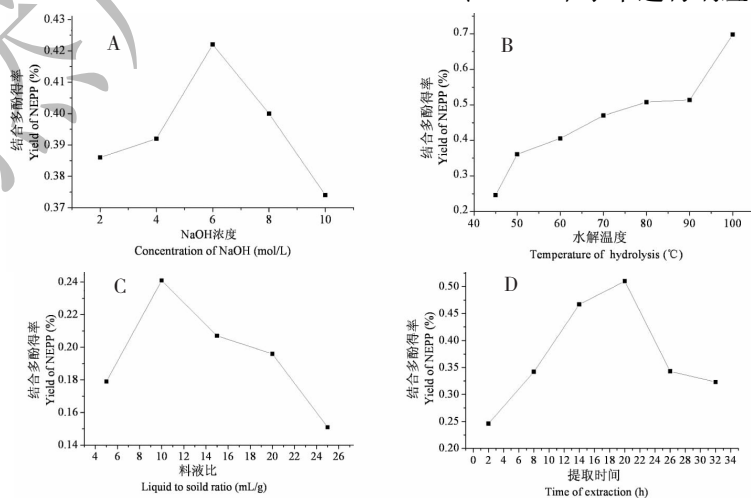 A
0.43
0.42
0.41
0.40
0.39
0.38
0.37
结合多酚得率
Yield of NEPP (%)
2 4 6 8 10
NaOH浓度
Concentration of NaOH (mol/L)
B
0.7
0.6
0.5
0.4
0.3
0.2
结合多酚得率
Yield of NEPP (%)
40 50 60 70 80 90 100
水解温度
Temperature of hydrolysis (℃)
C
0.24
0.22
0.20
0.18
0.16
0.14
结合多酚得率
Yield of NEPP (%)
4 6 8 10 12 14 16 18 20 22 24 26
料液比
Liquid to soild ratio (mL/g)
D
0.50
0.45
0.40
0.35
0.30
0.25
0.20
结合多酚得率
Yield of NEPP (%)
0 2 4 6 8 10 12 14 16 18 20 22 24 26 28 30 32 34
提取时间
Time of extraction (h)